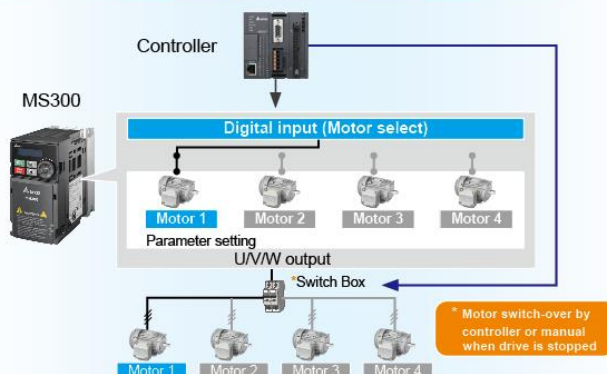 Controller
MS300
Digital input (Motor select)
Motor 1 Motor 2 Motor 3 Motor 4
Parameter setting
U/V/W output
*Switch Box
* Motor switch-over by
controller or manual
when drive is stopped
Motor 1 Motor 2 Motor 3 Motor 4